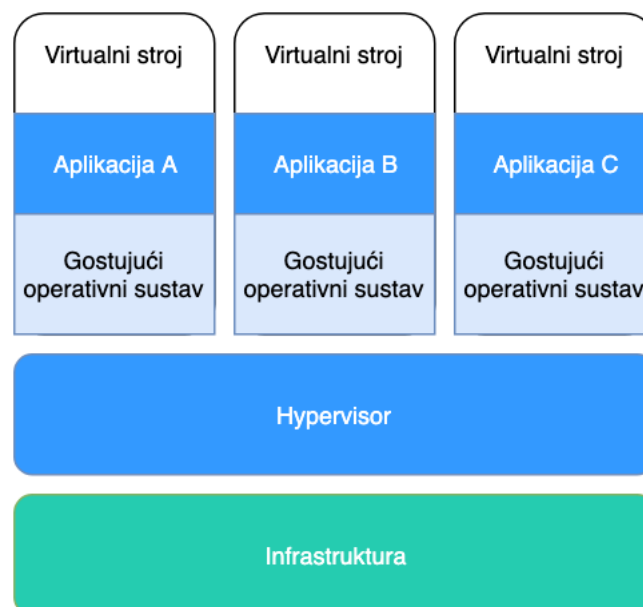 Virtualni stroj
Virtualni stroj
Virtualni stroj
Aplikacija A
Aplikacija B
Aplikacija C
Gostujući
operativni sustav
Gostujući
operativni sustav
Gostujući
operativni sustav
Hypervisor
Infrastruktura